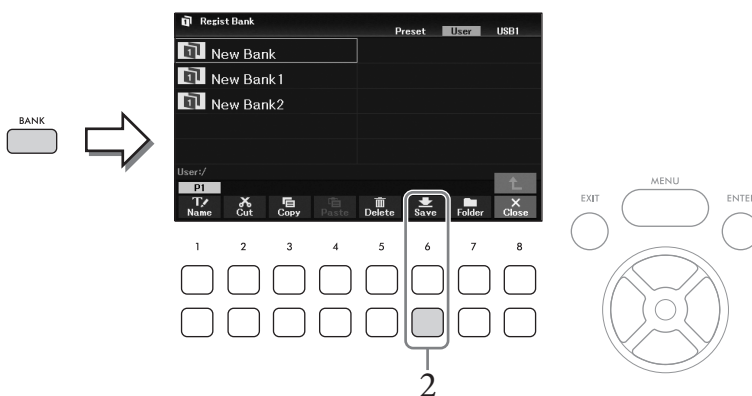 Regist Bank
Preset User USB1
New Bank
New Bank1
New Bank2
BANK
User:/
P1
Name Cut Copy Paste Delete Save Folder Close
EXIT MENU ENTE
1 2 3 4 5 6 7 8
2